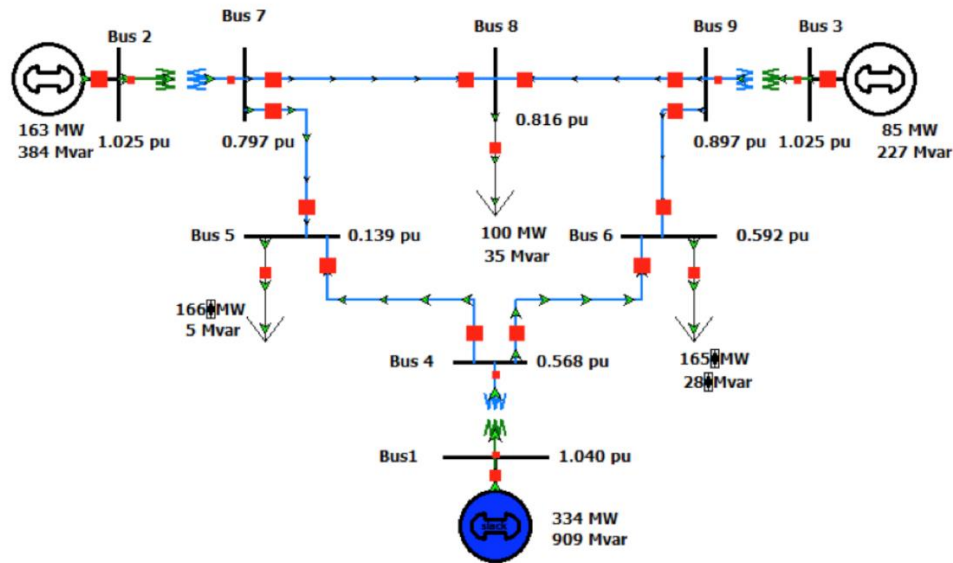 Bus 7
Bus 8
Bus 9
Bus 3
Bus 2
163 MW
384 Mvar
1.025 pu
0.797 pu
0.816 pu
0.897 pu
1.025 pu
85 MW
227 Mvar
100 MW
35 Mvar
Bus 5
0.139 pu
Bus 6
0.592 pu
166 MW
5 Mvar
165 MW
28 Mvar
Bus 4
0.568 pu
Bus1
1.040 pu
slack
334 MW
909 Mvar